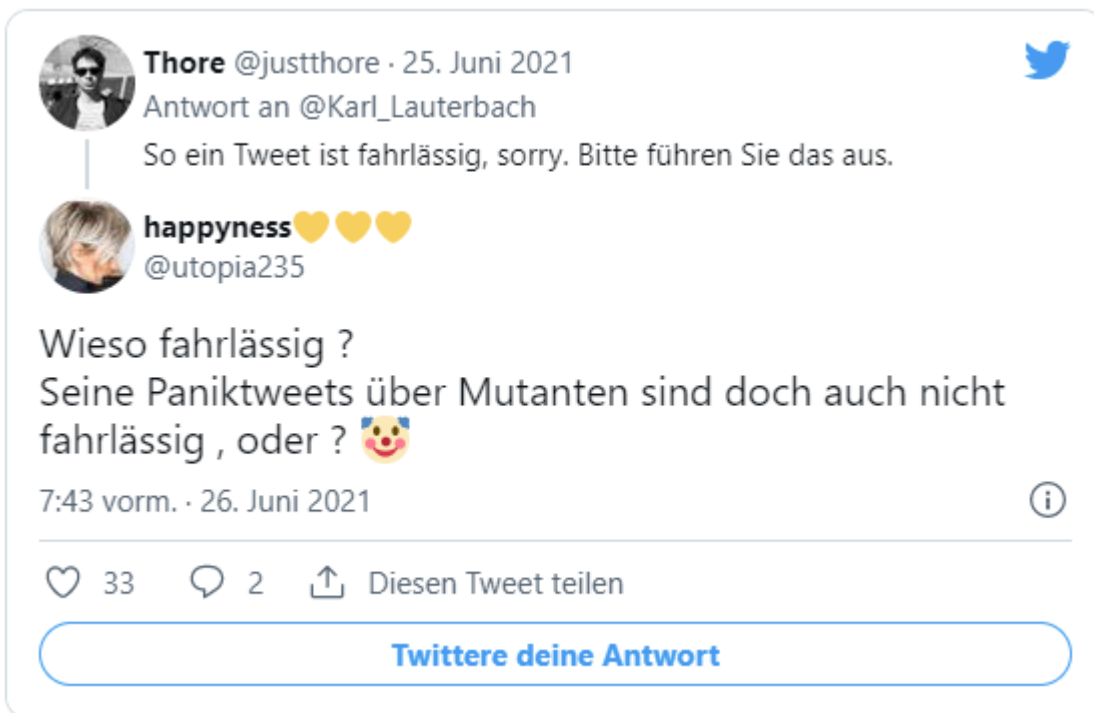 Thore @justthore · 25. Juni 2021
Antwort an @Karl_Lauterbach
So ein Tweet ist fahrlässig, sorry. Bitte führen Sie das aus.
happyness💛💛💛
@utopia235
Wieso fahrlässig ?
Seine Paniktweets über Mutanten sind doch auch nicht
fahrlässig , oder ? 🤡
7:43 vorm. · 26. Juni 2021
33 2 Diesen Tweet teilen
Twittere deine Antwort